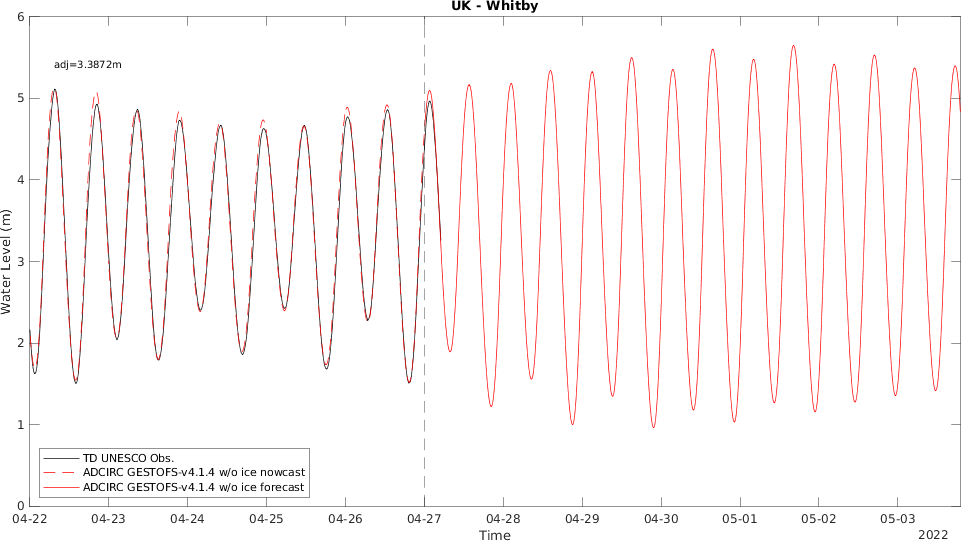 UK - Whitby
adj=3.3872m
Water Level (m)
6
5
4
3
2
1
0
TD UNESCO Obs.
ADCIRC GESTOFS-v4.1.4 w/o ice nowcast
ADCIRC GESTOFS-v4.1.4 w/o ice forecast
04-22 04-23 04-24 04-25 04-26 04-27 04-28 04-29 04-30 05-01 05-02 05-03
Time
2022